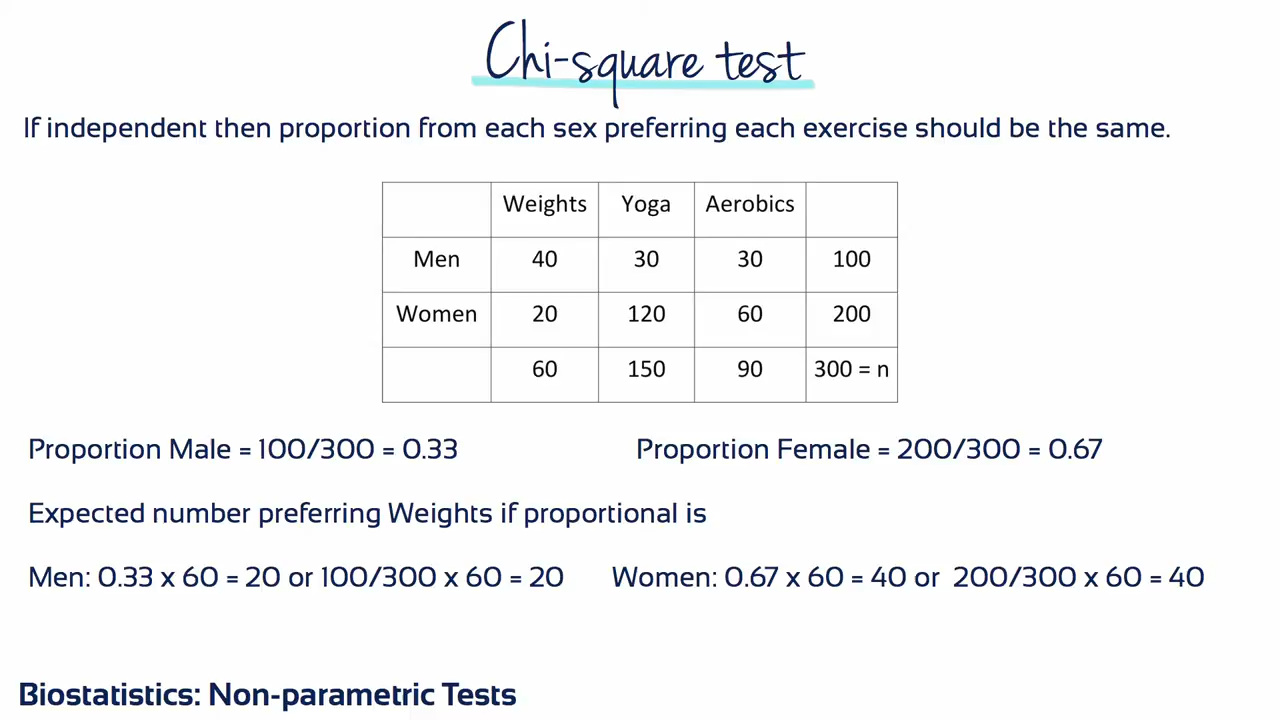 Chi-square test
If independent then proportion from each sex preferring each exercise should be the same.
Weights Yoga Aerobics
Men 40 30 30 100
Women 20 120 60 200
60 150 90 300 = n
Proportion Male = 100/300 = 0.33 Proportion Female = 200/300 = 0.67
Expected number preferring Weights if proportional is
Men: 0.33 x 60 = 20 or 100/300 x 60 = 20 Women: 0.67 x 60 = 40 or 200/300 x 60 = 40
Biostatistics: Non-parametric Tests